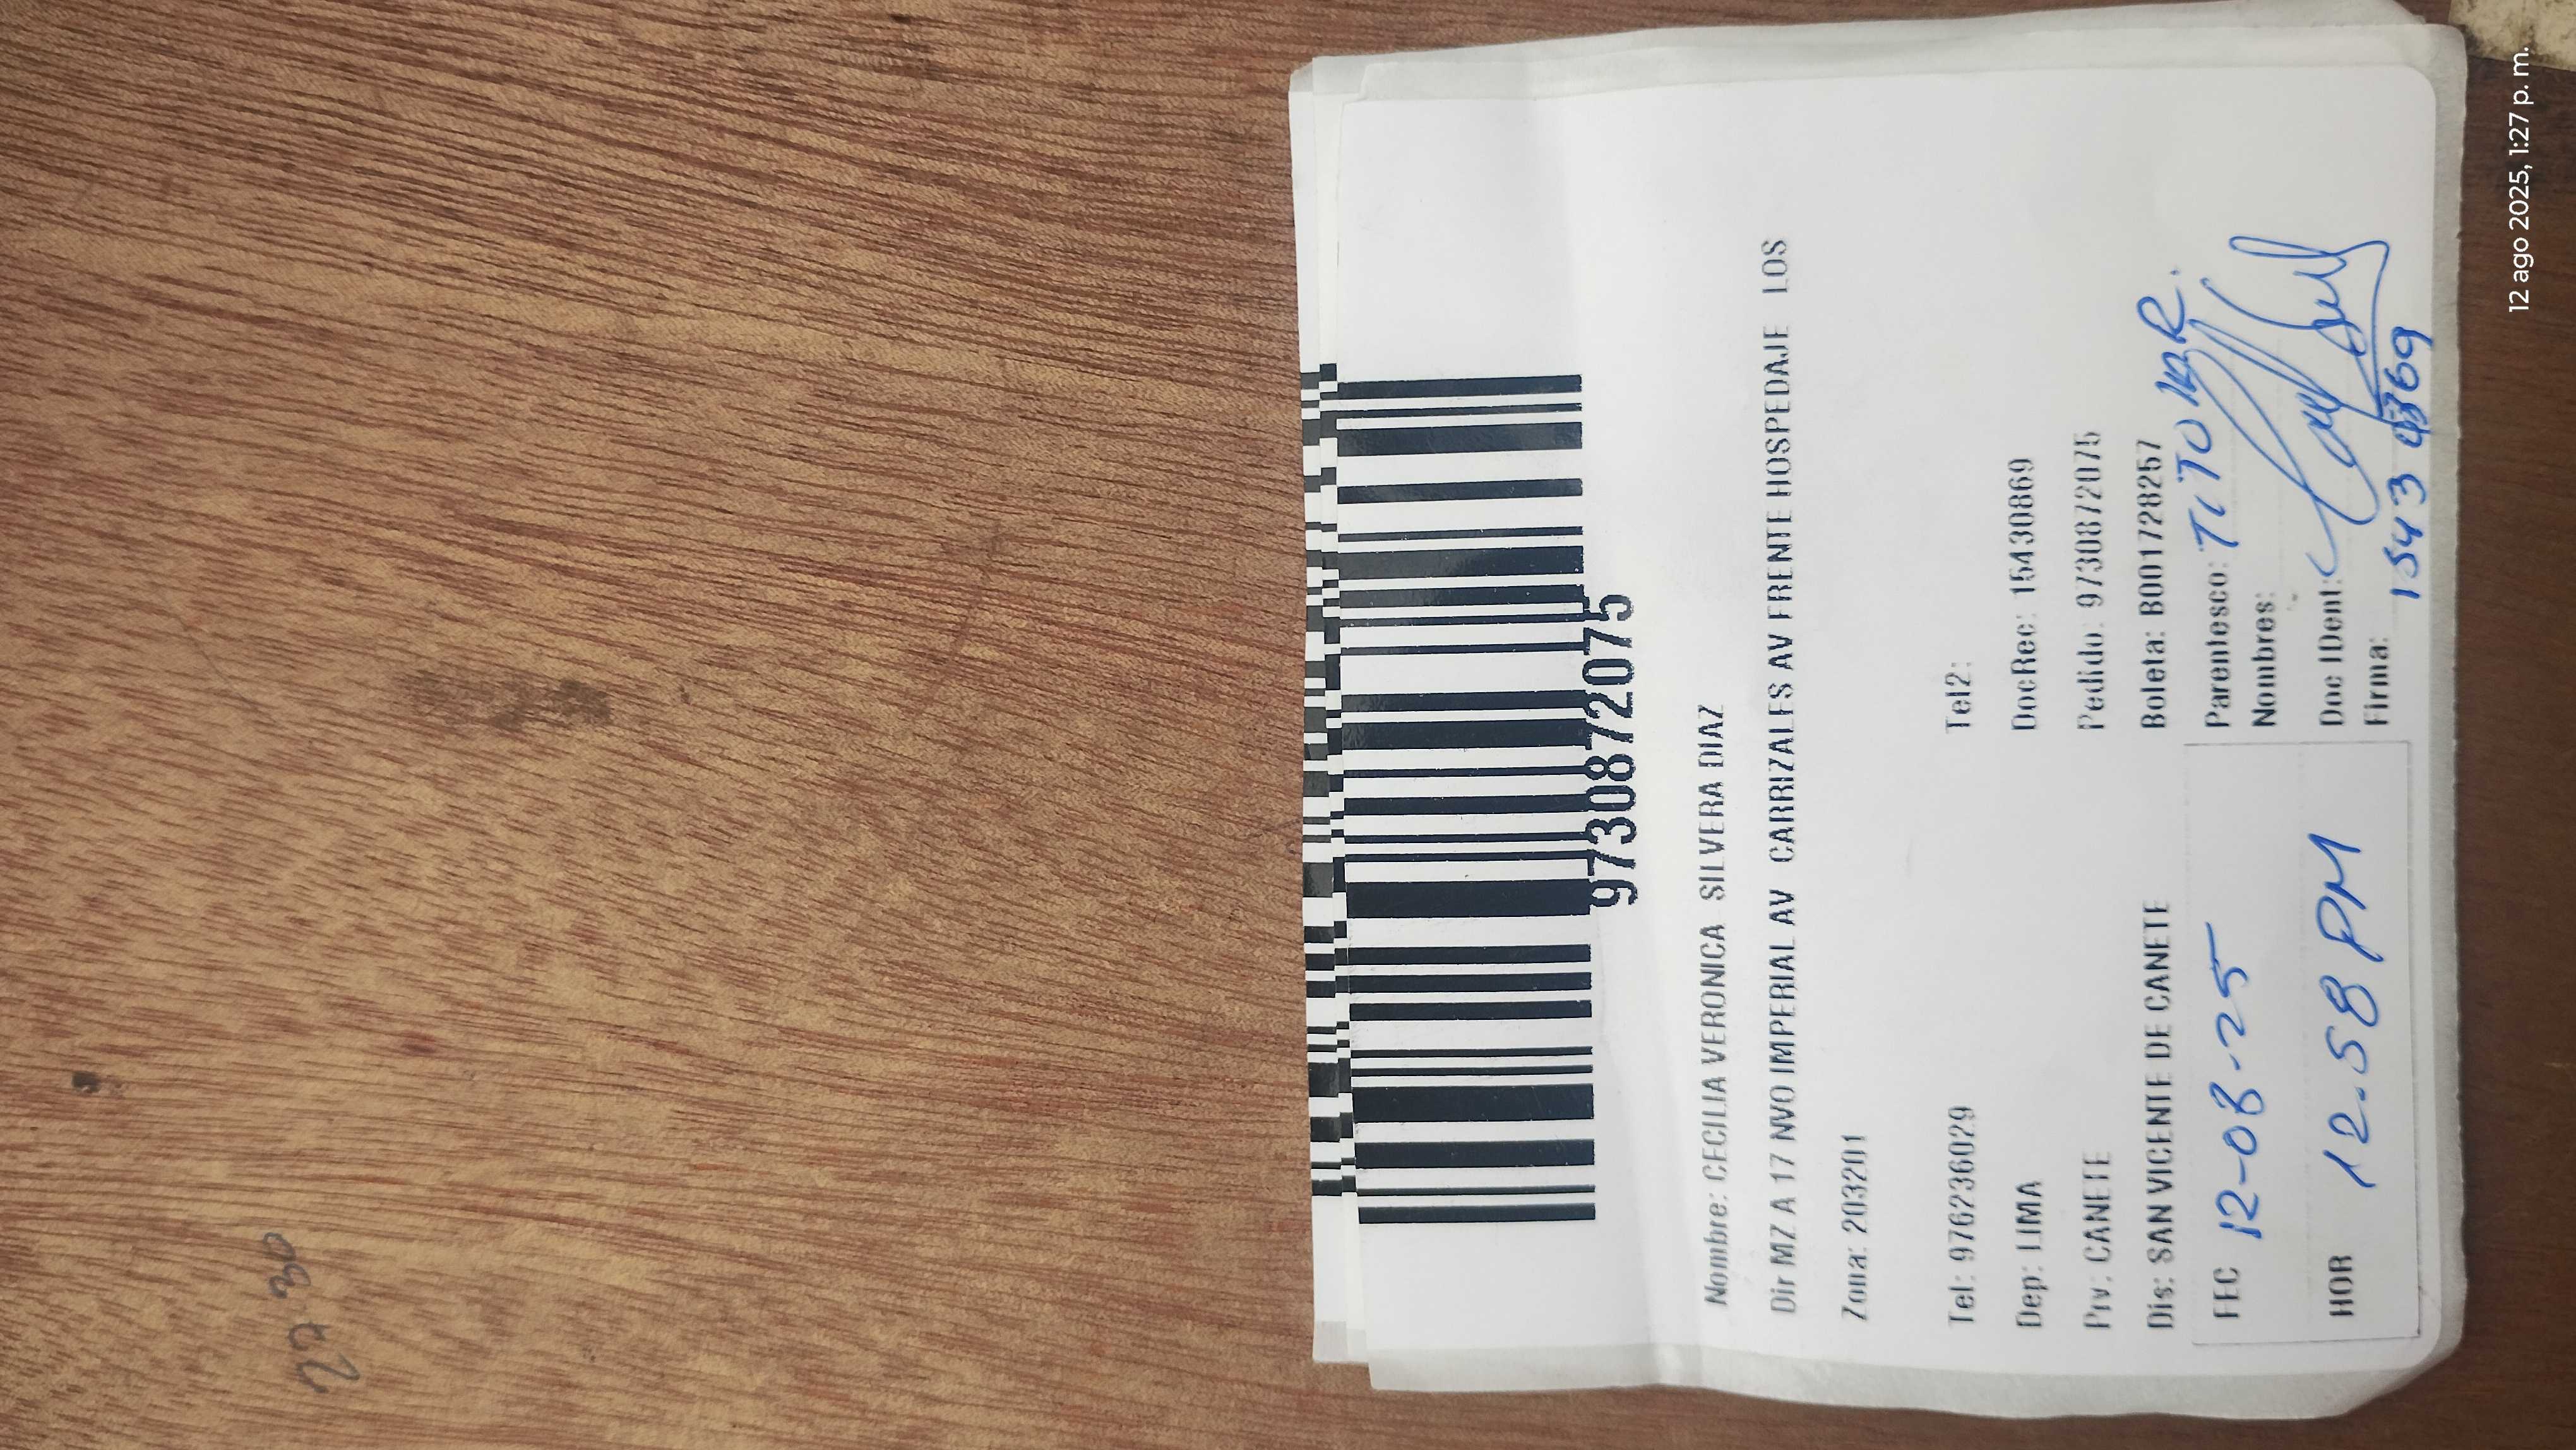 9730872075
Nombre: CECILIA VERONICA SILVERA DIAZ
Dir MZ A 17 NVO IMPERIAL AV CARRIZALES AV FRENTE HOSPEDAJE LOS
Zona: 203201
Tel: 976236029 Tel2:
Dep: LIMA DocRec: 15430869
Prv: CANETE Pedido: 9730872075
Dis: SAN VICENTE DE CANETE Boleta: B001728257
FEC 12-08-25 Parentesco: TITULAR.
Nombres:
HOR 12-58 PM Doc IDent:
Firma:
12 ago 2025, 1:27 p. m.